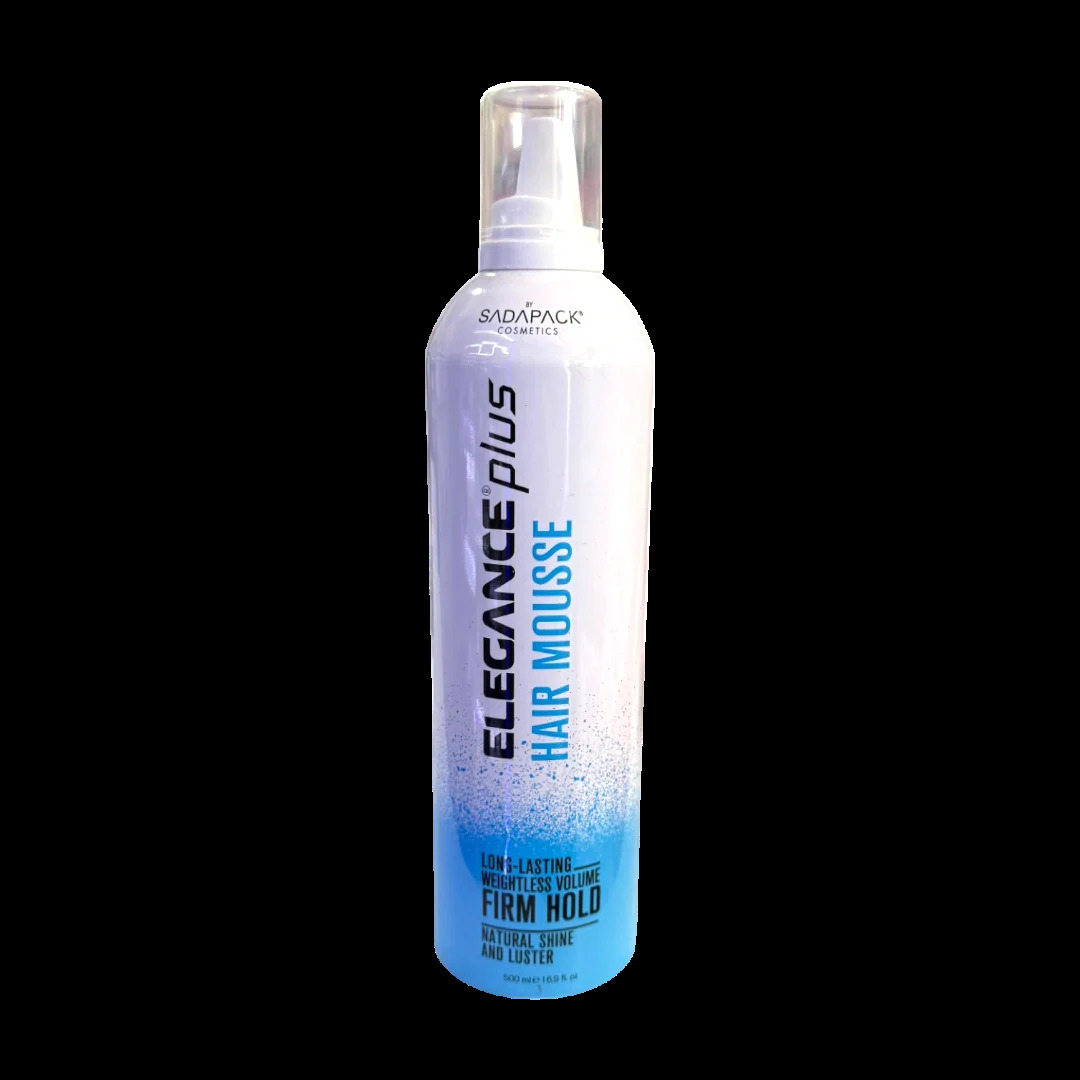 BY
SADAPACK®
COSMETICS
ELEGANCE® plus
HAIR MOUSSE
LONG-LASTING
WEIGHTLESS VOLUME
FIRM HOLD
NATURAL SHINE
AND LUSTER
500 ml e 16.9 fl. oz